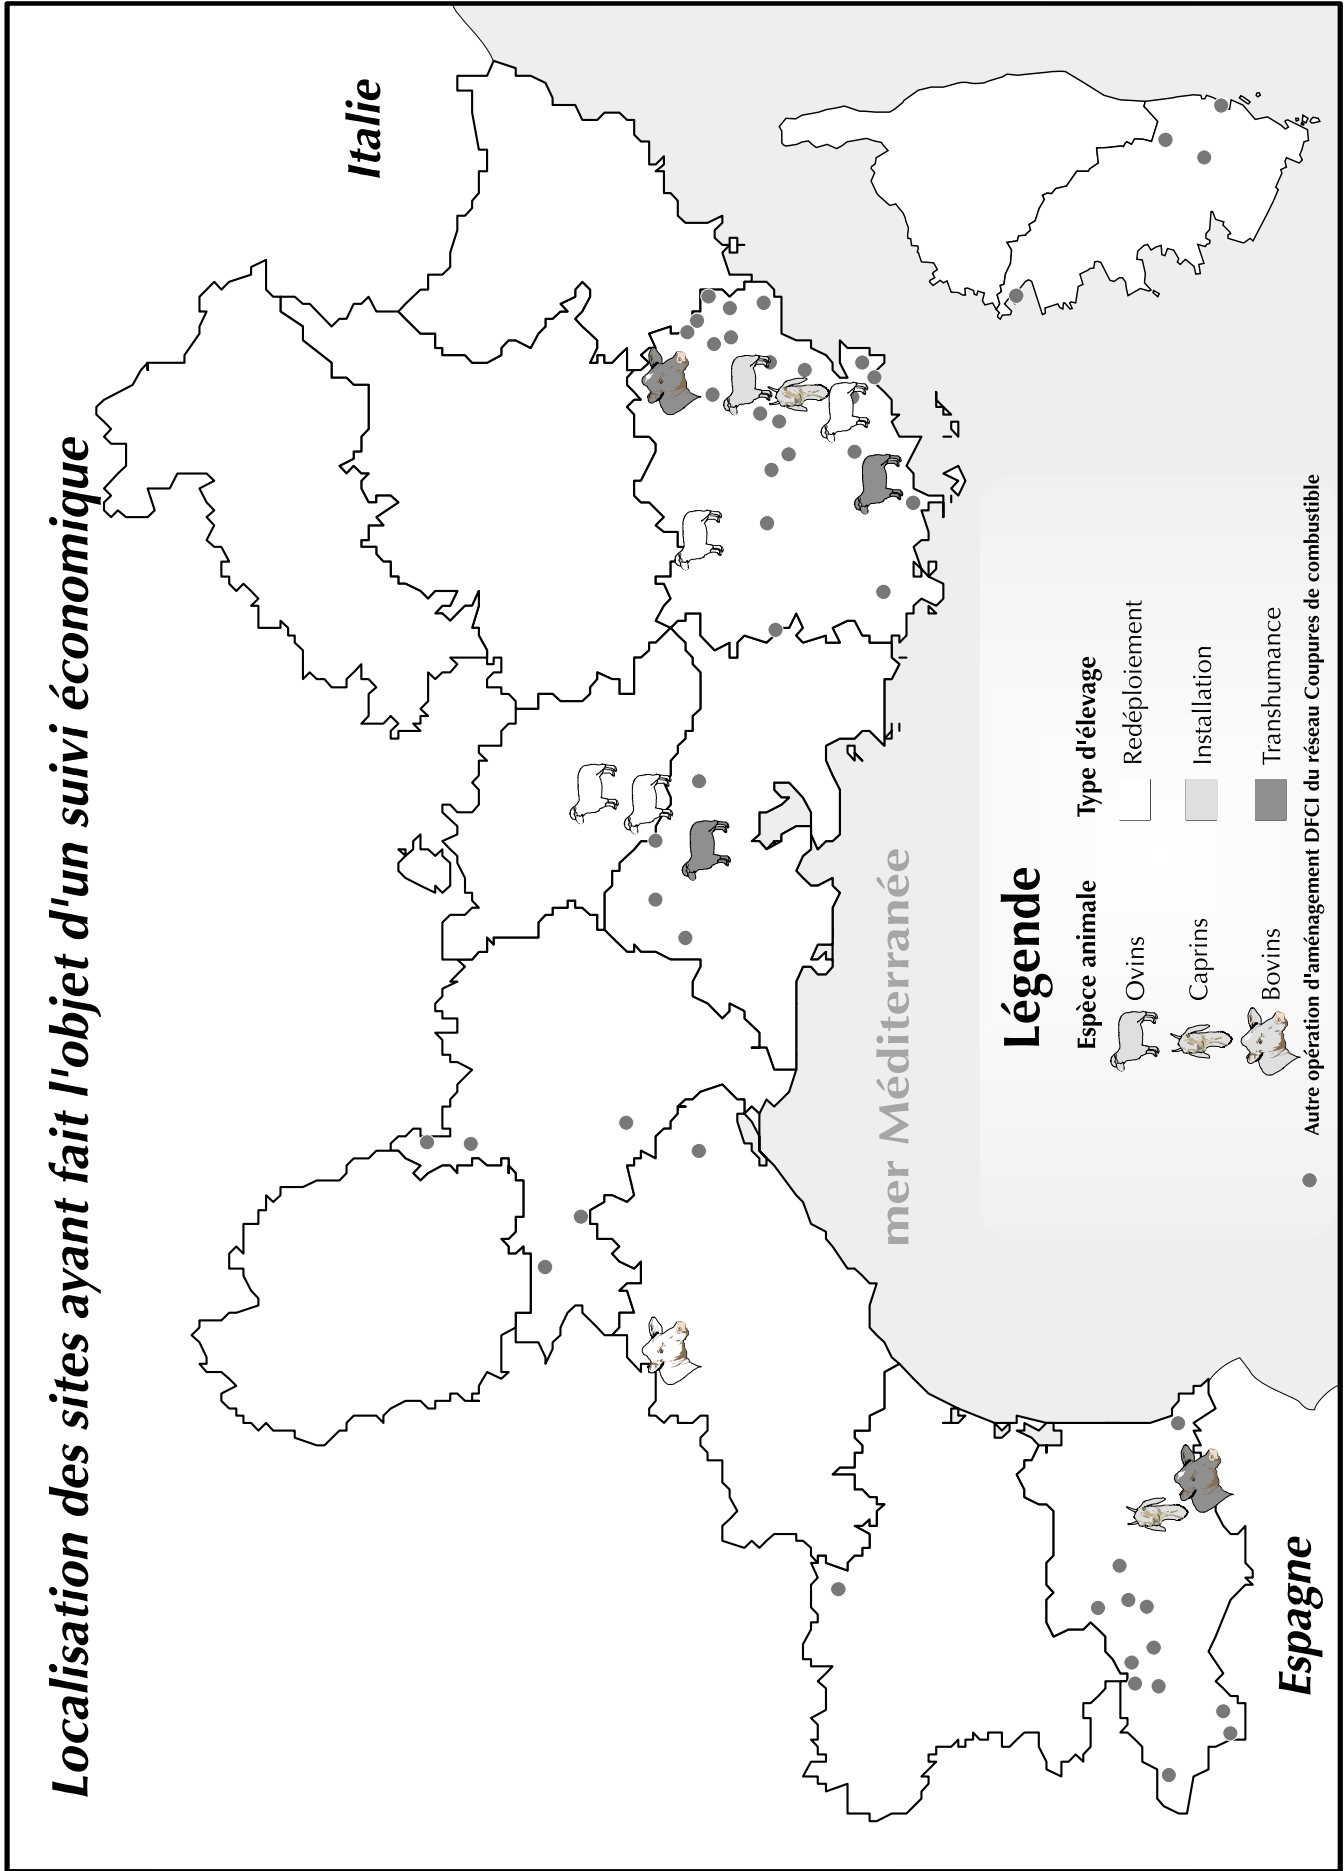 Localisation des sites ayant fait l'objet d'un suivi économique
Italie
mer Méditerranée
Espagne
Légende
Espèce animale
Ovins
Caprins
Bovins
Type d'élevage
Redéploiement
Installation
Transhumance
Autre opération d'aménagement DFCI du réseau Coupures de combustible